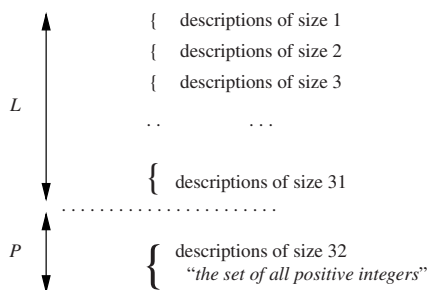 { descriptions of size 1
{ descriptions of size 2
{ descriptions of size 3
L
. . . . .
{ descriptions of size 31
. . . . . . . . . . . . . . . . . . . . . . .
P
{ descriptions of size 32
“the set of all positive integers”